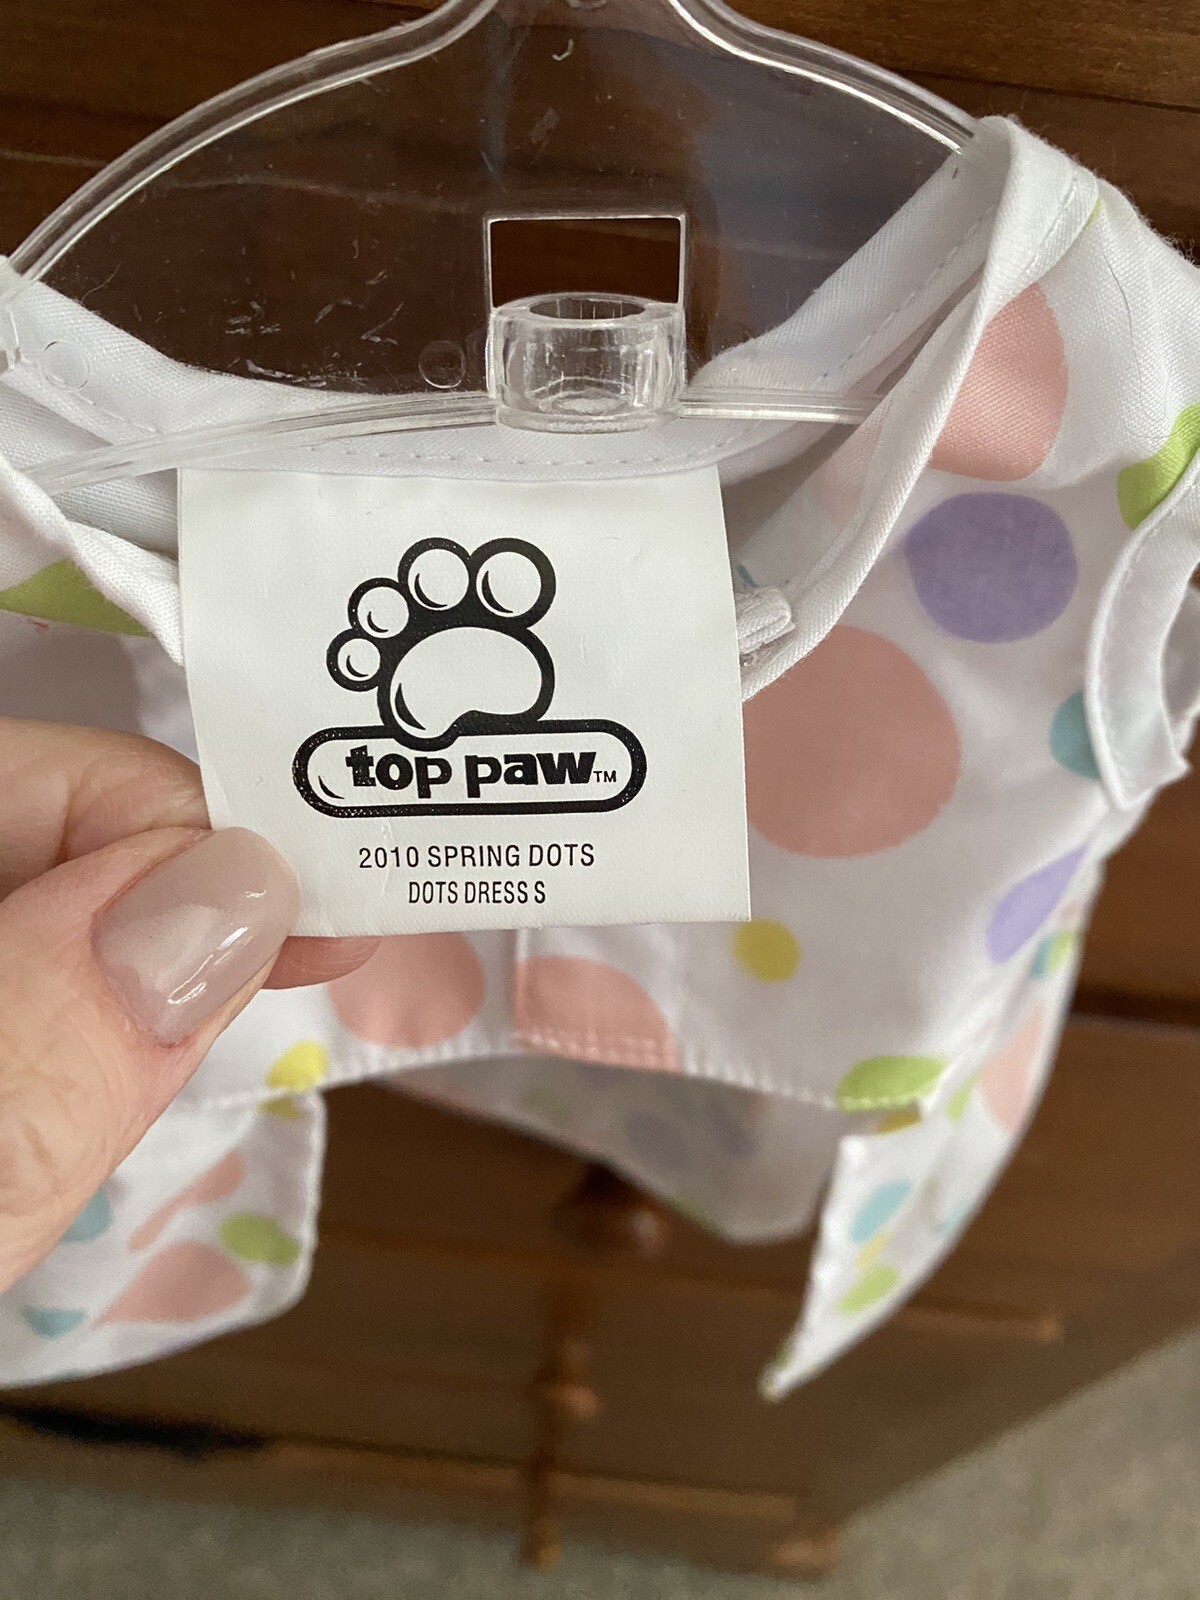 top paw™
2010 SPRING DOTS
DOTS DRESS S